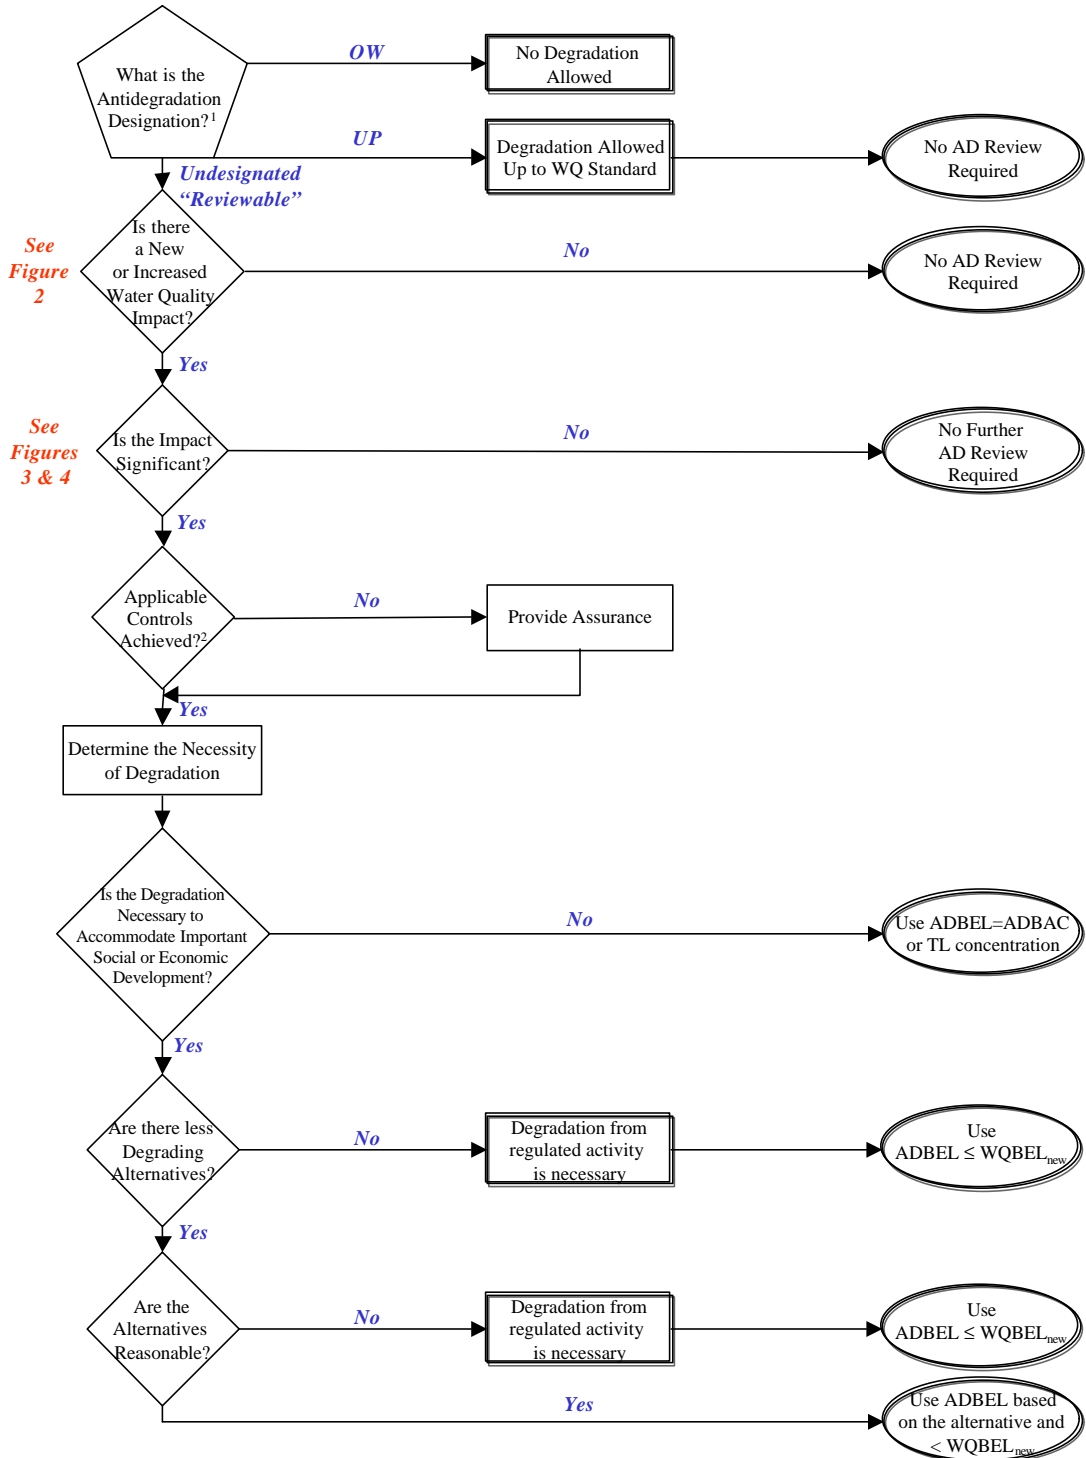 What is the
Antidegradation
Designation?1
OW
No Degradation
Allowed
UP
Degradation Allowed
Up to WQ Standard
No AD Review
Required
Undesignated
“Reviewable”
See
Figure
2
Is there
a New
or Increased
Water Quality
Impact?
No
No AD Review
Required
Yes
See
Figures
3 & 4
Is the Impact
Significant?
No
No Further
AD Review
Required
Yes
Applicable
Controls
Achieved?2
No
Provide Assurance
Yes
Determine the Necessity
of Degradation
Is the Degradation
Necessary to
Accommodate Important
Social or Economic
Development?
No
Use ADBEL=ADBAC
or TL concentration
Yes
Are there less
Degrading
Alternatives?
No
Degradation from
regulated activity
is necessary
Use
ADBEL ≤ WQBELnew
Yes
Are the
Alternatives
Reasonable?
No
Degradation from
regulated activity
is necessary
Use
ADBEL ≤ WQBELnew
Yes
Use ADBEL based
on the alternative and
< WQBELnew